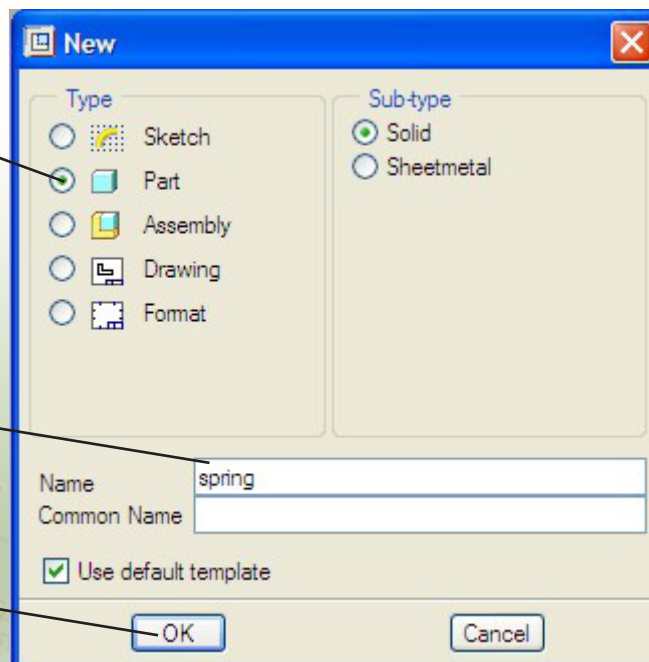 New
Type
Sketch
Part
Assembly
Drawing
Format
Sub-type
Solid
Sheetmetal
Name
spring
Common Name
Use default template
OK
Cancel